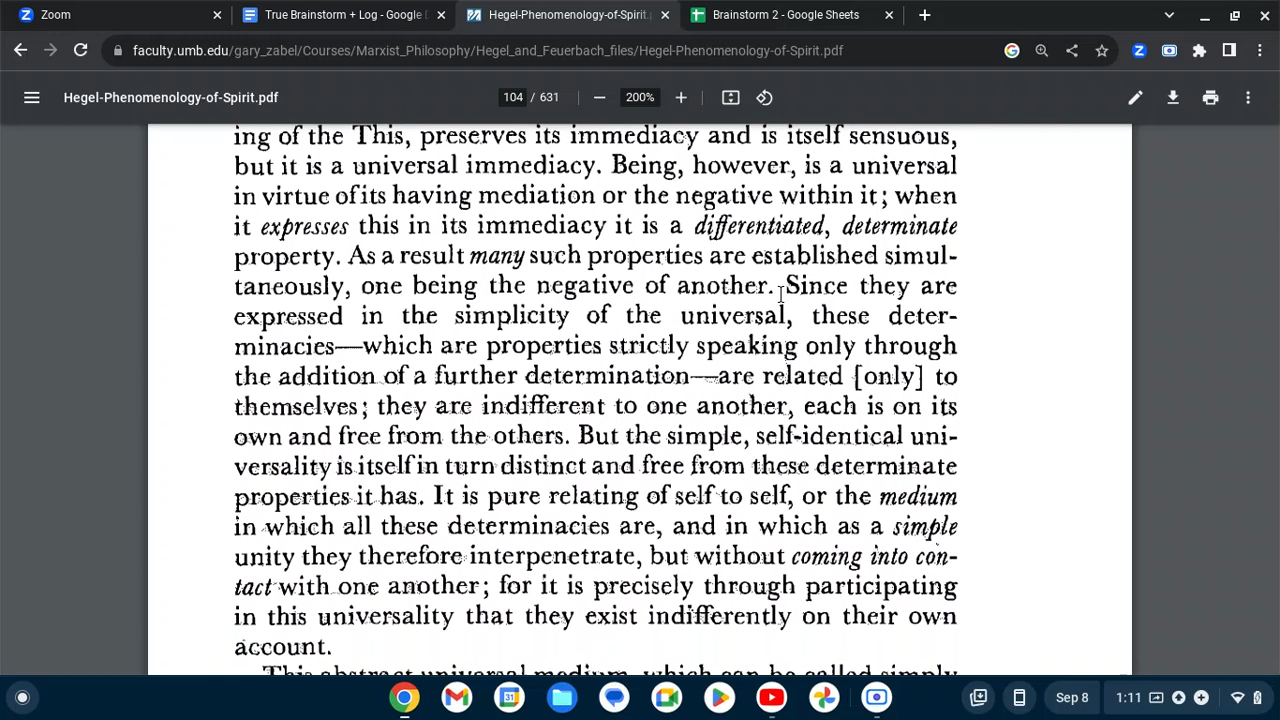 Zoom
True Brainstorm + Log - Google D
Hegel-Phenomenology-of-Spirit.p
Brainstorm 2 - Google Sheets
faculty.umb.edu/gary_zabel/Courses/Marxist_Philosophy/Hegel_and_Feuerbach_files/Hegel-Phenomenology-of-Spirit.pdf
Hegel-Phenomenology-of-Spirit.pdf
104 / 631
200%
ing of the This, preserves its immediacy and is itself sensuous,
but it is a universal immediacy. Being, however, is a universal
in virtue of its having mediation or the negative within it; when
it expresses this in its immediacy it is a differentiated, determinate
property. As a result many such properties are established simul-
taneously, one being the negative of another. Since they are
expressed in the simplicity of the universal, these deter-
minacies—which are properties strictly speaking only through
the addition of a further determination—are related [only] to
themselves; they are indifferent to one another, each is on its
own and free from the others. But the simple, self-identical uni-
versality is itself in turn distinct and free from these determinate
properties it has. It is pure relating of self to self, or the medium
in which all these determinacies are, and in which as a simple
unity they therefore interpenetrate, but without coming into con-
tact with one another; for it is precisely through participating
in this universality that they exist indifferently on their own
account.
This abstract universal medium, which can be called simply
31
Sep 8
1:11